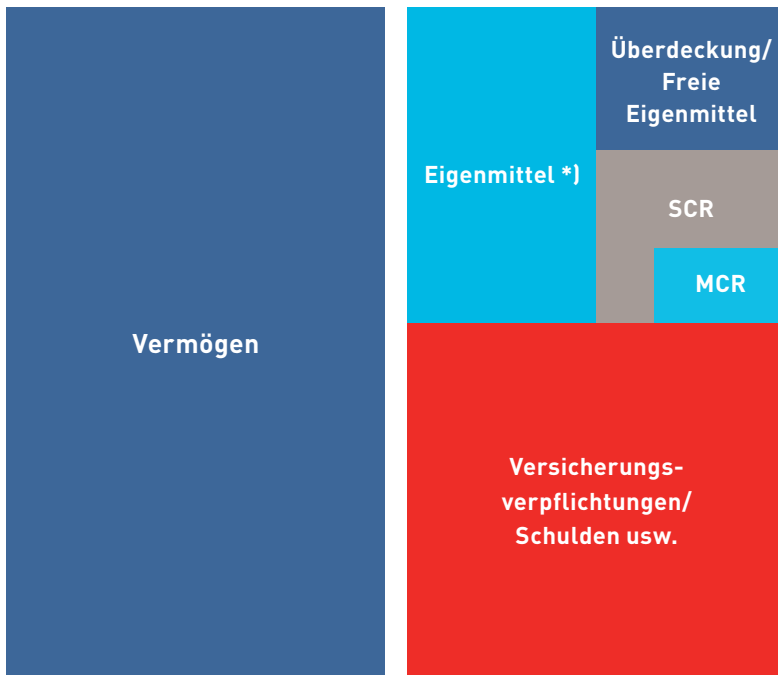 Vermögen
Eigenmittel *)
Überdeckung/
Freie
Eigenmittel
SCR
MCR
Versicherungs-
verpflichtungen/
Schulden usw.